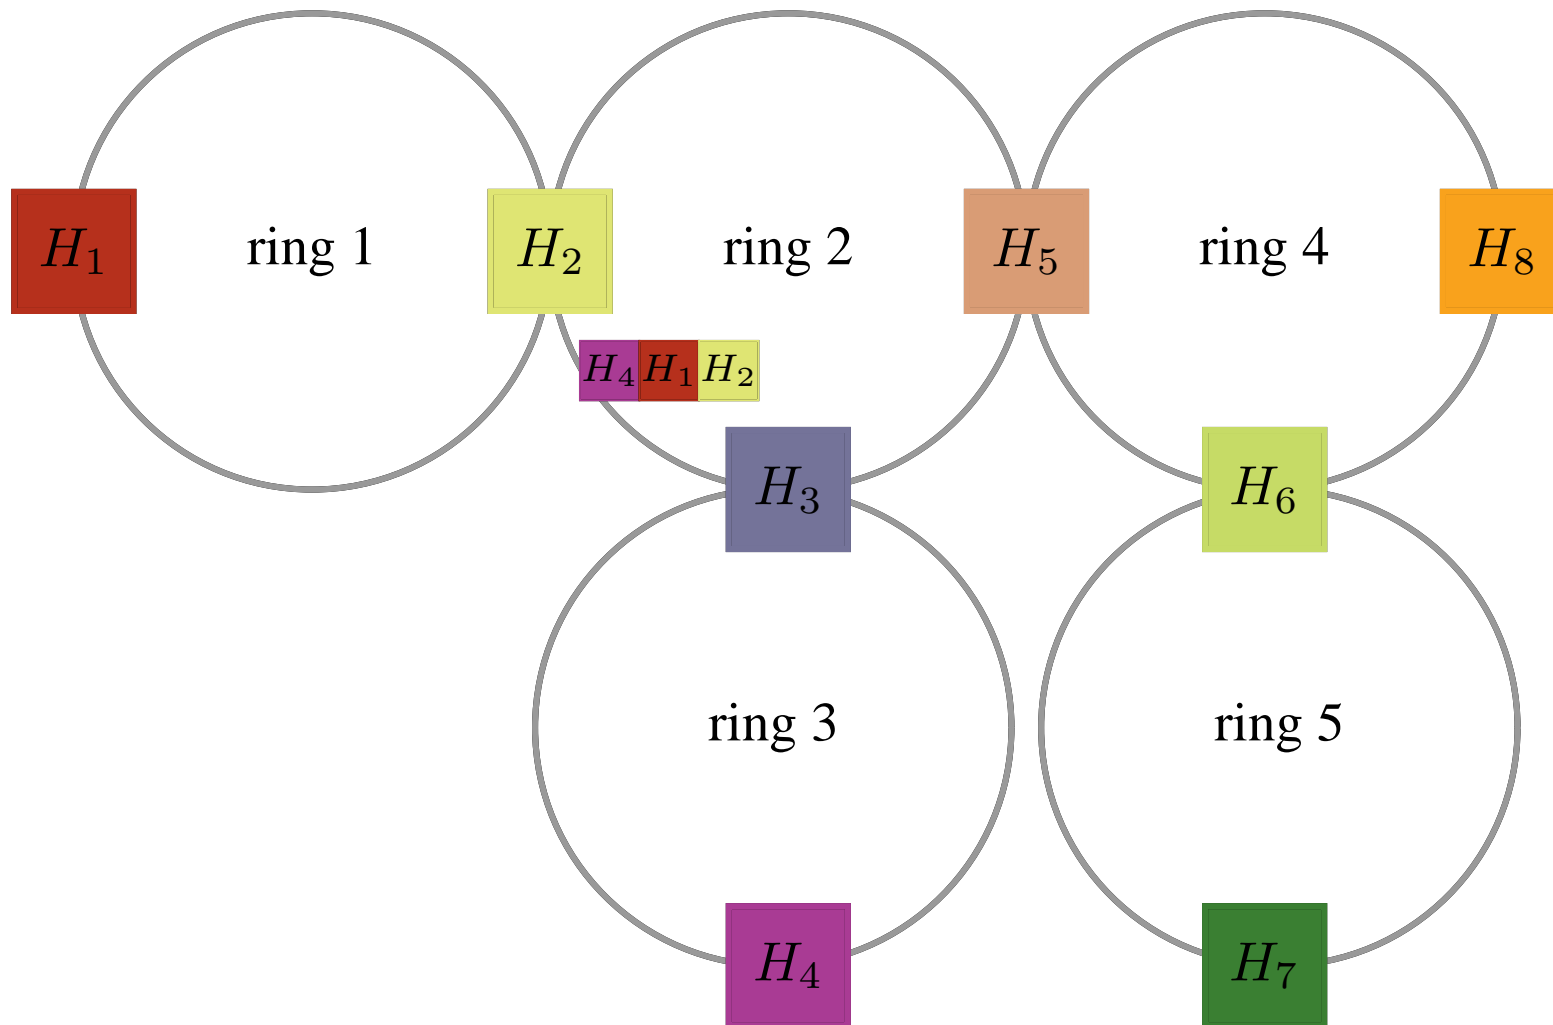 H₁ ring 1 H₂ ring 2 H₅ ring 4 H₈
H₄ H₁ H₂
H₃ H₆
ring 3 ring 5
H₄ H₇